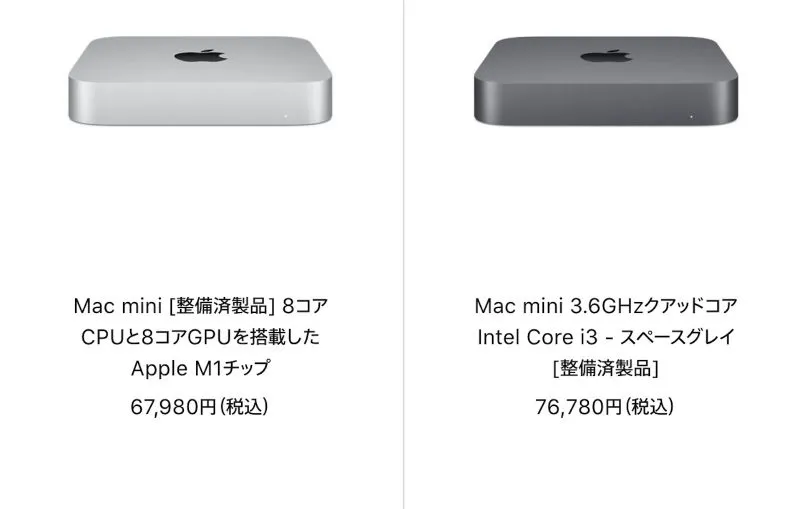 Mac mini [整備済製品] 8コア
CPUと8コアGPUを搭載した
Apple M1チップ
67,980円(税込)
Mac mini 3.6GHzクアッドコア
Intel Core i3 - スペースグレイ
[整備済製品]
76,780円(税込)